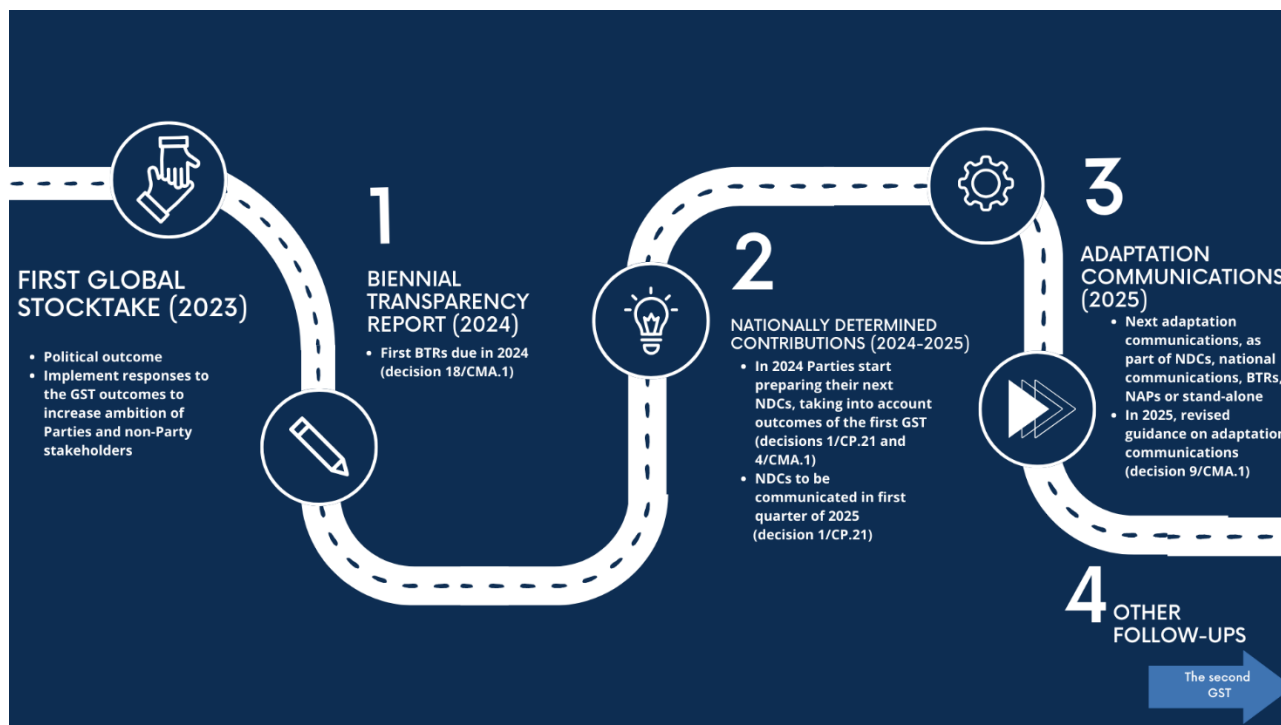 FIRST GLOBAL
STOCKTAKE (2023)
• Political outcome
• Implement responses to
the GST outcomes to
increase ambition of
Parties and non-Party
stakeholders
1
BIENNIAL
TRANSPARENCY
REPORT (2024)
• First BTRs due in 2024
(decision 18/CMA.1)
2
NATIONALLY DETERMINED
CONTRIBUTIONS (2024-2025)
• In 2024 Parties start
preparing their next
NDCs, taking into account
outcomes of the first GST
(decisions 1/CP.21 and
4/CMA.1)
• NDCs to be
communicated in first
quarter of 2025
(decision 1/CP.21)
3
ADAPTATION
COMMUNICATIONS
(2025)
• Next adaptation
communications, as
part of NDCs, national
communications, BTRs,
NAPs or stand-alone
• In 2025, revised
guidance on adaptation
communications
(decision 9/CMA.1)
4 OTHER
FOLLOW-UPS
The second
GST